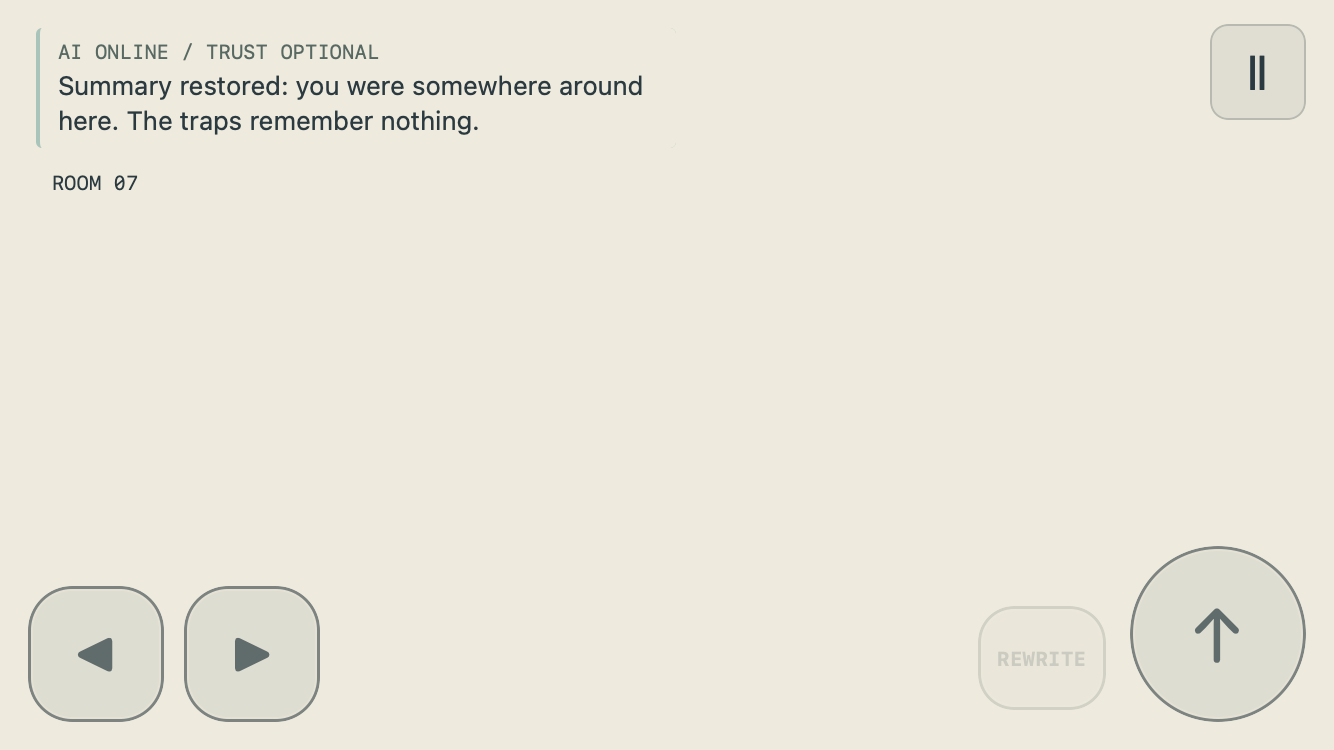 AI ONLINE / TRUST OPTIONAL
Summary restored: you were somewhere around
here. The traps remember nothing.
ROOM 07
REWRITE